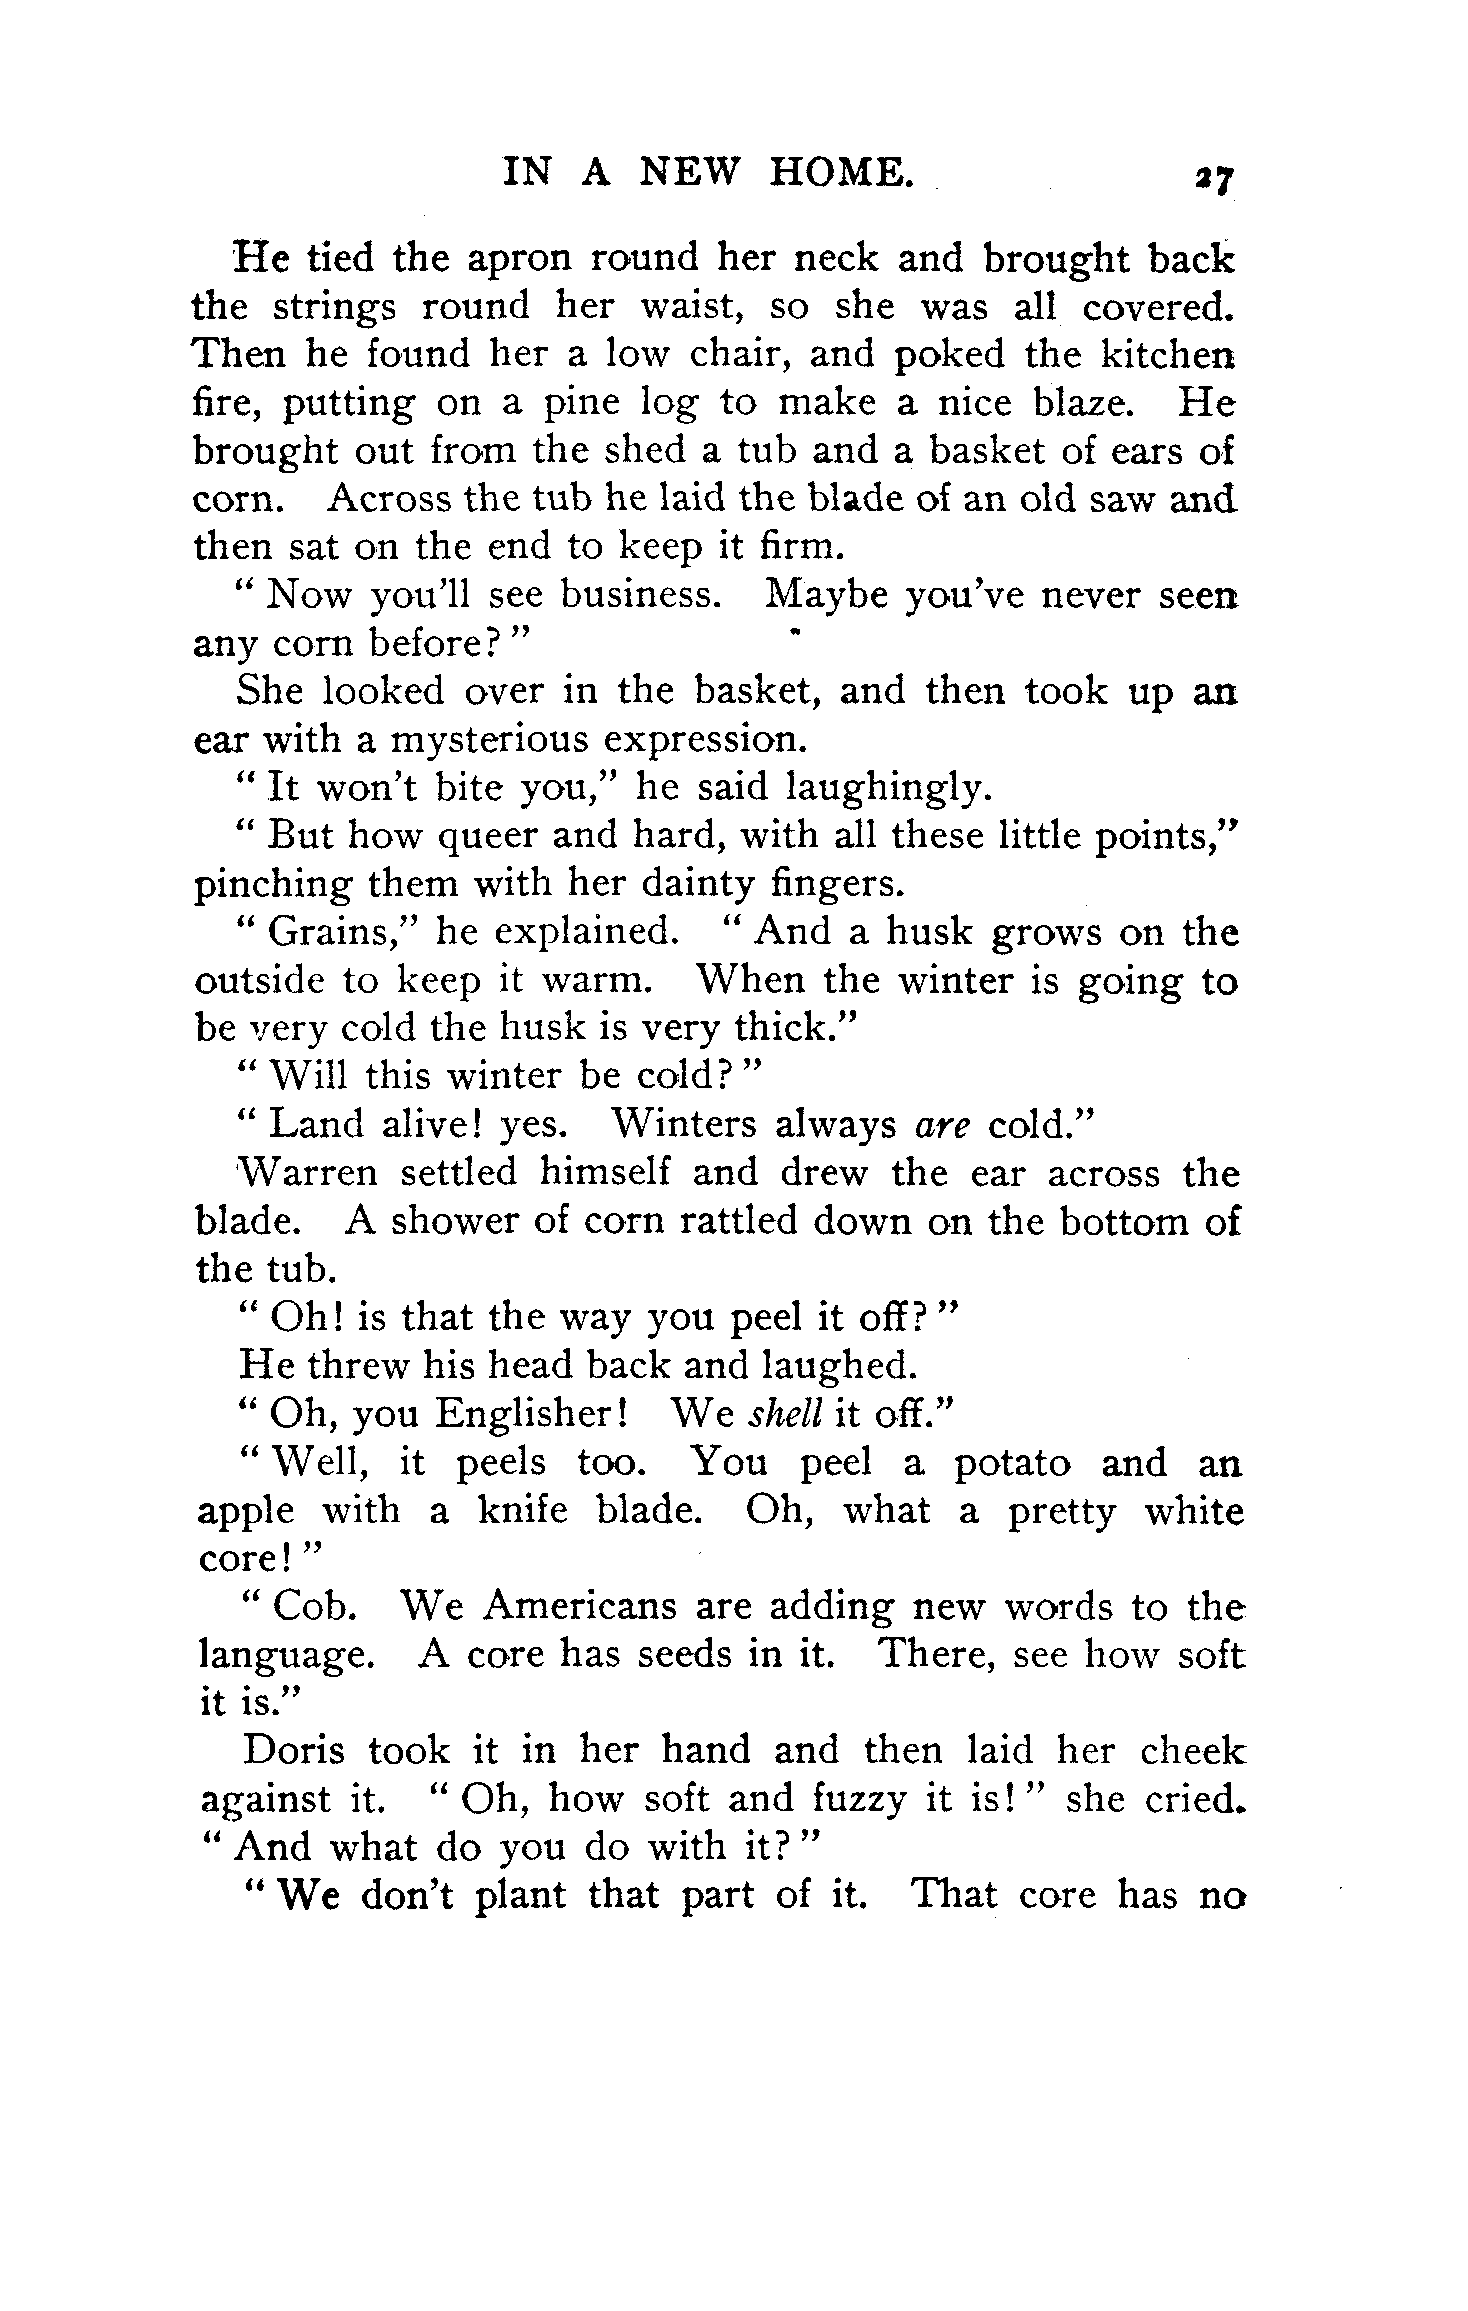 IN A NEW HOME. 27
He tied the apron round her neck and brought back
the strings round her waist, so she was all covered.
Then he found her a low chair, and poked the kitchen
fire, putting on a pine log to make a nice blaze. He
brought out from the shed a tub and a basket of ears of
corn. Across the tub he laid the blade of an old saw and
then sat on the end to keep it firm.
“ Now you’ll see business. Maybe you’ve never seen
any corn before? ”
She looked over in the basket, and then took up an
ear with a mysterious expression.
“ It won’t bite you,” he said laughingly.
“ But how queer and hard, with all these little points,”
pinching them with her dainty fingers.
“ Grains,” he explained. “ And a husk grows on the
outside to keep it warm. When the winter is going to
be very cold the husk is very thick.”
“ Will this winter be cold? ”
“ Land alive! yes. Winters always are cold.”
Warren settled himself and drew the ear across the
blade. A shower of corn rattled down on the bottom of
the tub.
“ Oh! is that the way you peel it off? ”
He threw his head back and laughed.
“ Oh, you Englisher! We shell it off.”
“ Well, it peels too. You peel a potato and an
apple with a knife blade. Oh, what a pretty white
core! ”
“ Cob. We Americans are adding new words to the
language. A core has seeds in it. There, see how soft
it is.”
Doris took it in her hand and then laid her cheek
against it. “ Oh, how soft and fuzzy it is! ” she cried.
“ And what do you do with it? ”
“ We don’t plant that part of it. That core has no